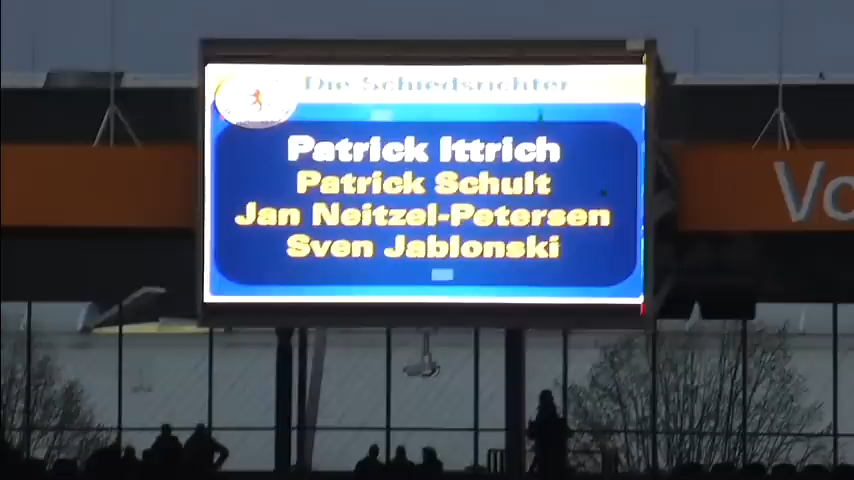 Die Schiedsrichter
Patrick Ittrich
Patrick Schult
Jan Neitzel-Petersen
Sven Jablonski
Vo